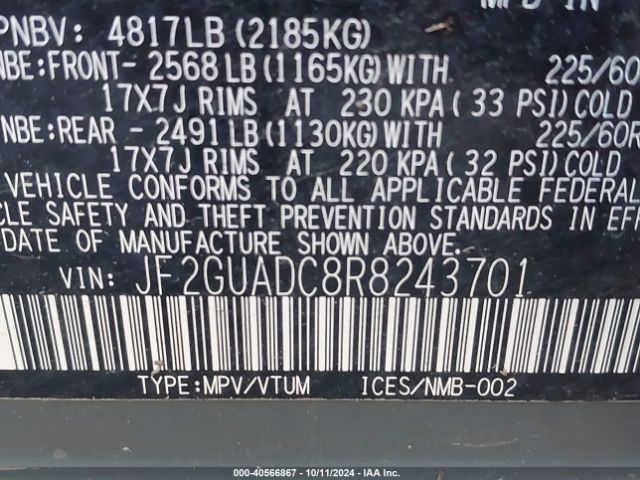 PNBV: 4817LB (2185KG)
NBE:FRONT- 2568 LB (1165KG) WITH 225/60
17X7J RIMS AT 230 KPA ( 33 PSI) COLD
NBE:REAR - 2491 LB (1130KG) WITH 225/60R
17X7J RIMS AT 220 KPA ( 32 PSI) COLD
VEHICLE CONFORMS TO ALL APPLICABLE FEDERAL
CLE SAFETY AND THEFT PREVENTION STANDARDS IN EFF
DATE OF MANUFACTURE SHOWN ABOVE.
VIN: JF2GUADC8R8243701
TYPE:MPV/VTUM ICES/NMB-002
000-40566867 - 10/11/2024 - IAA Inc.